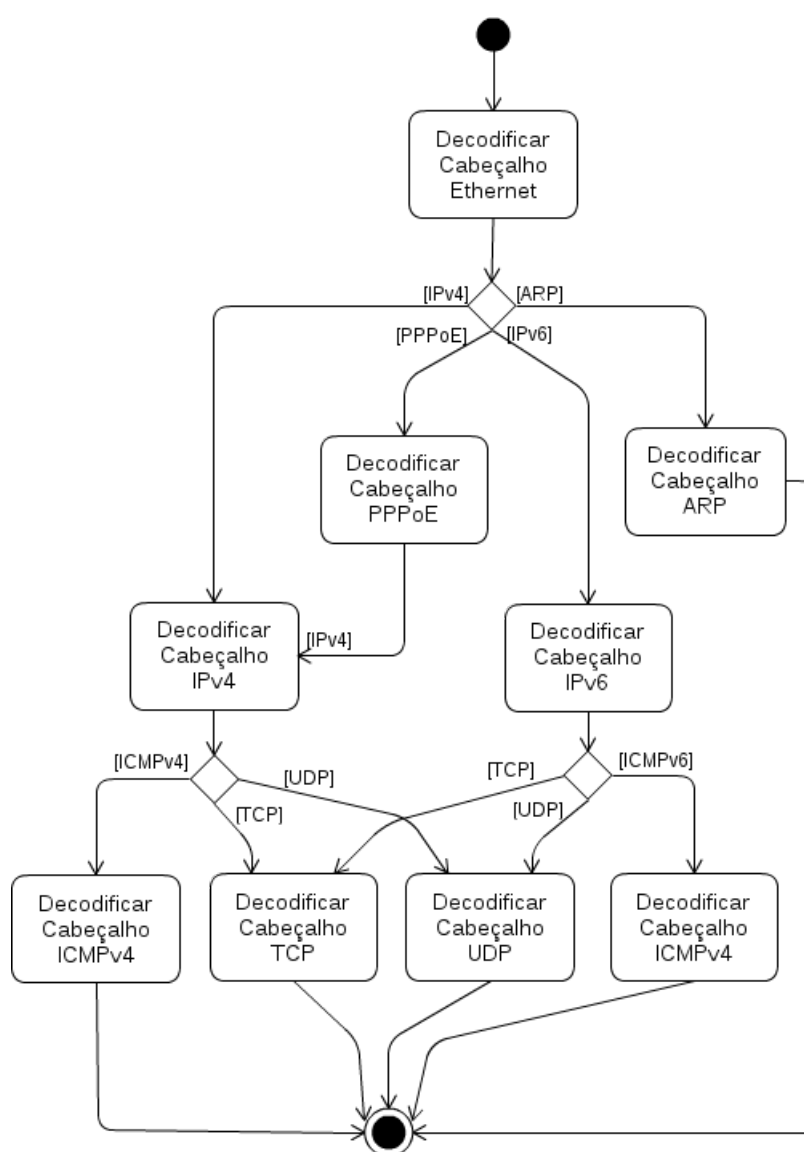 Decodificar
Cabeçalho
Ethernet
[IPv4]
[ARP]
[PPPoE]
[IPv6]
Decodificar
Cabeçalho
PPPoE
Decodificar
Cabeçalho
ARP
Decodificar
Cabeçalho
IPv4
[IPv4]
Decodificar
Cabeçalho
IPv6
[ICMPv4]
[UDP]
[TCP]
[TCP]
[ICMPv6]
[UDP]
Decodificar
Cabeçalho
ICMPv4
Decodificar
Cabeçalho
TCP
Decodificar
Cabeçalho
UDP
Decodificar
Cabeçalho
ICMPv4